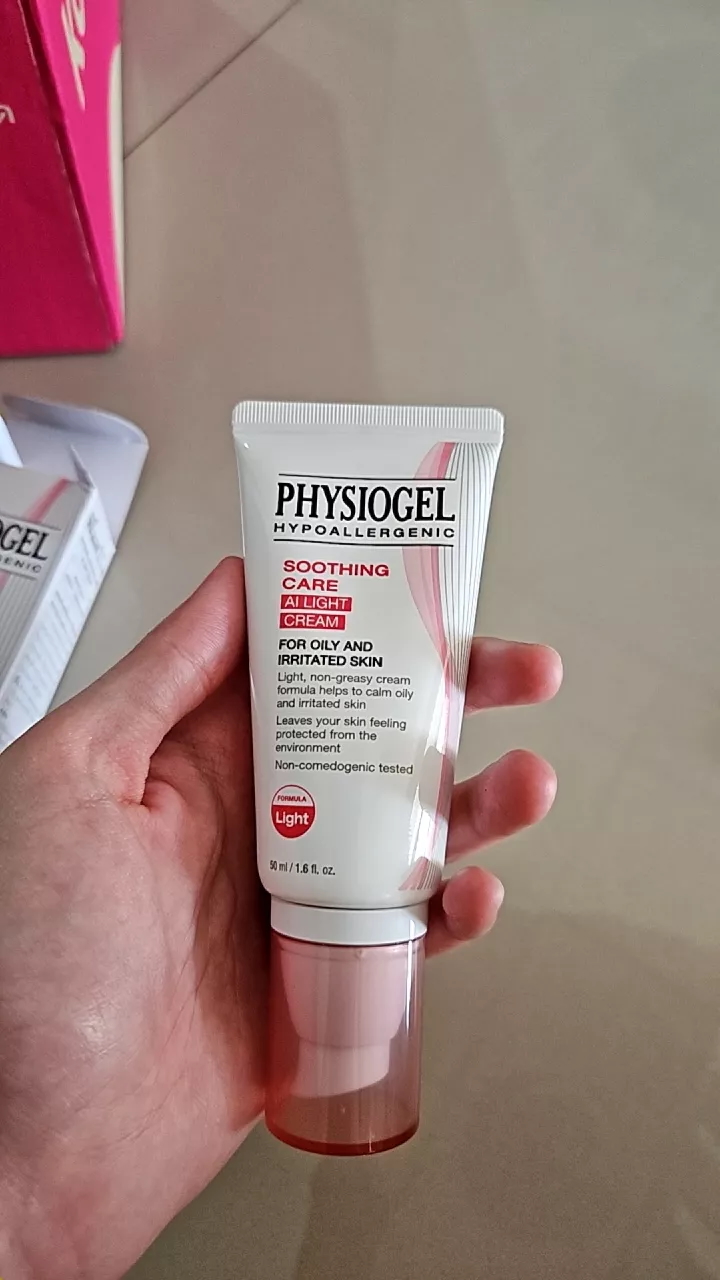 PHYSIOGEL
HYPOALLERGENIC
SOOTHING
CARE
AI LIGHT
CREAM
FOR OILY AND
IRRITATED SKIN
Light, non-greasy cream
formula helps to calm oily
and irritated skin
Leaves your skin feeling
protected from the
environment
Non-comedogenic tested
FORMULA
Light
50 ml / 1.6 fl. oz.
OGEL
GENIC